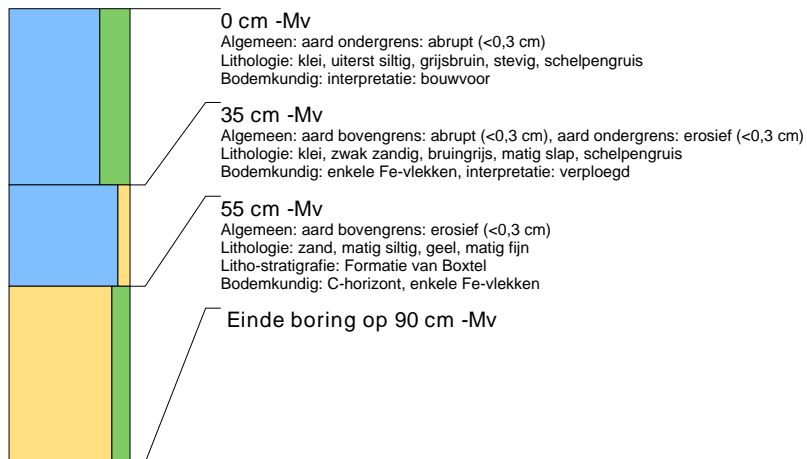 0 cm -Mv
Algemeen: aard ondergrens: abrupt (<0,3 cm)
Lithologie: klei, uiterst siltig, grijsbruin, stevig, schelpengruis
Bodemkundig: interpretatie: bouwvoor
35 cm -Mv
Algemeen: aard bovengrens: abrupt (<0,3 cm), aard ondergrens: erosief (<0,3 cm)
Lithologie: klei, zwak zandig, bruingrijs, matig slap, schelpengruis
Bodemkundig: enkele Fe-vlekken, interpretatie: verploegd
55 cm -Mv
Algemeen: aard bovengrens: erosief (<0,3 cm)
Lithologie: zand, matig siltig, geel, matig fijn
Litho-stratigrafie: Formatie van Boxtel
Bodemkundig: C-horizont, enkele Fe-vlekken
Einde boring op 90 cm -Mv